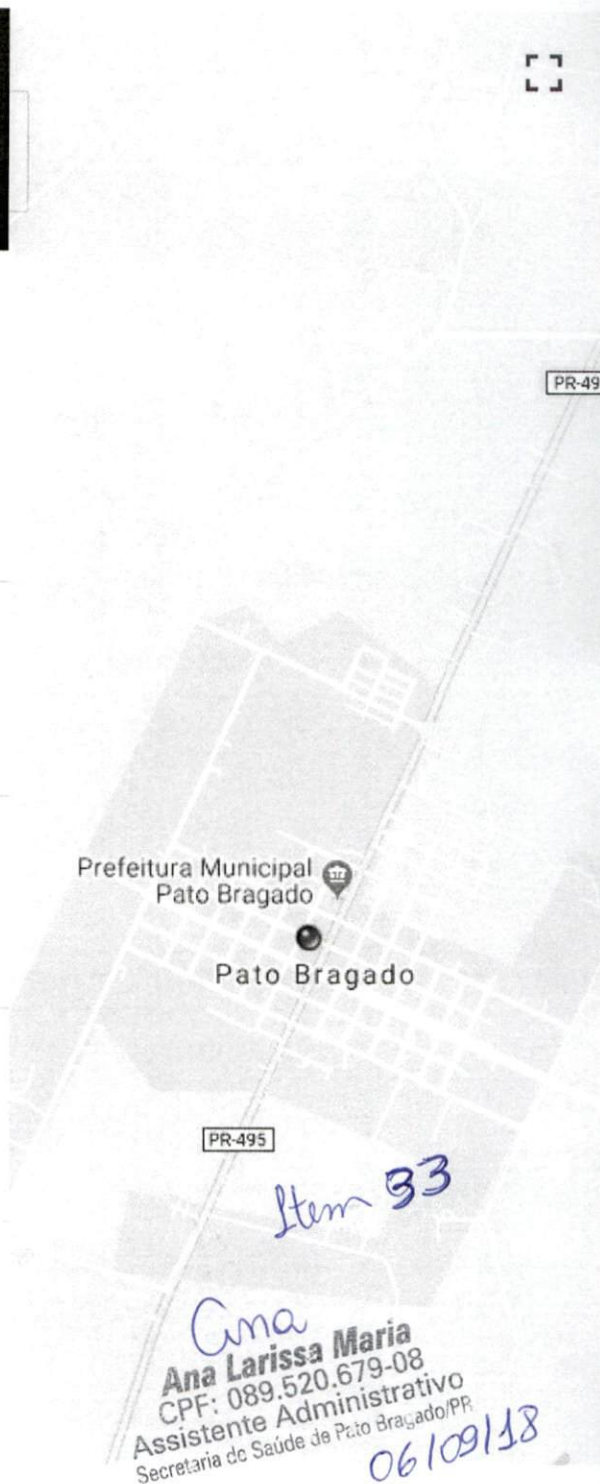 PR-49
Prefeitura Municipal
Pato Bragado
Pato Bragado
PR-495
Item 33
Ana
Ana Larissa Maria
CPF: 089.520.679-08
Assistente Administrativo
Secretaria de Saúde de Pato Bragado/PR
06/09/18